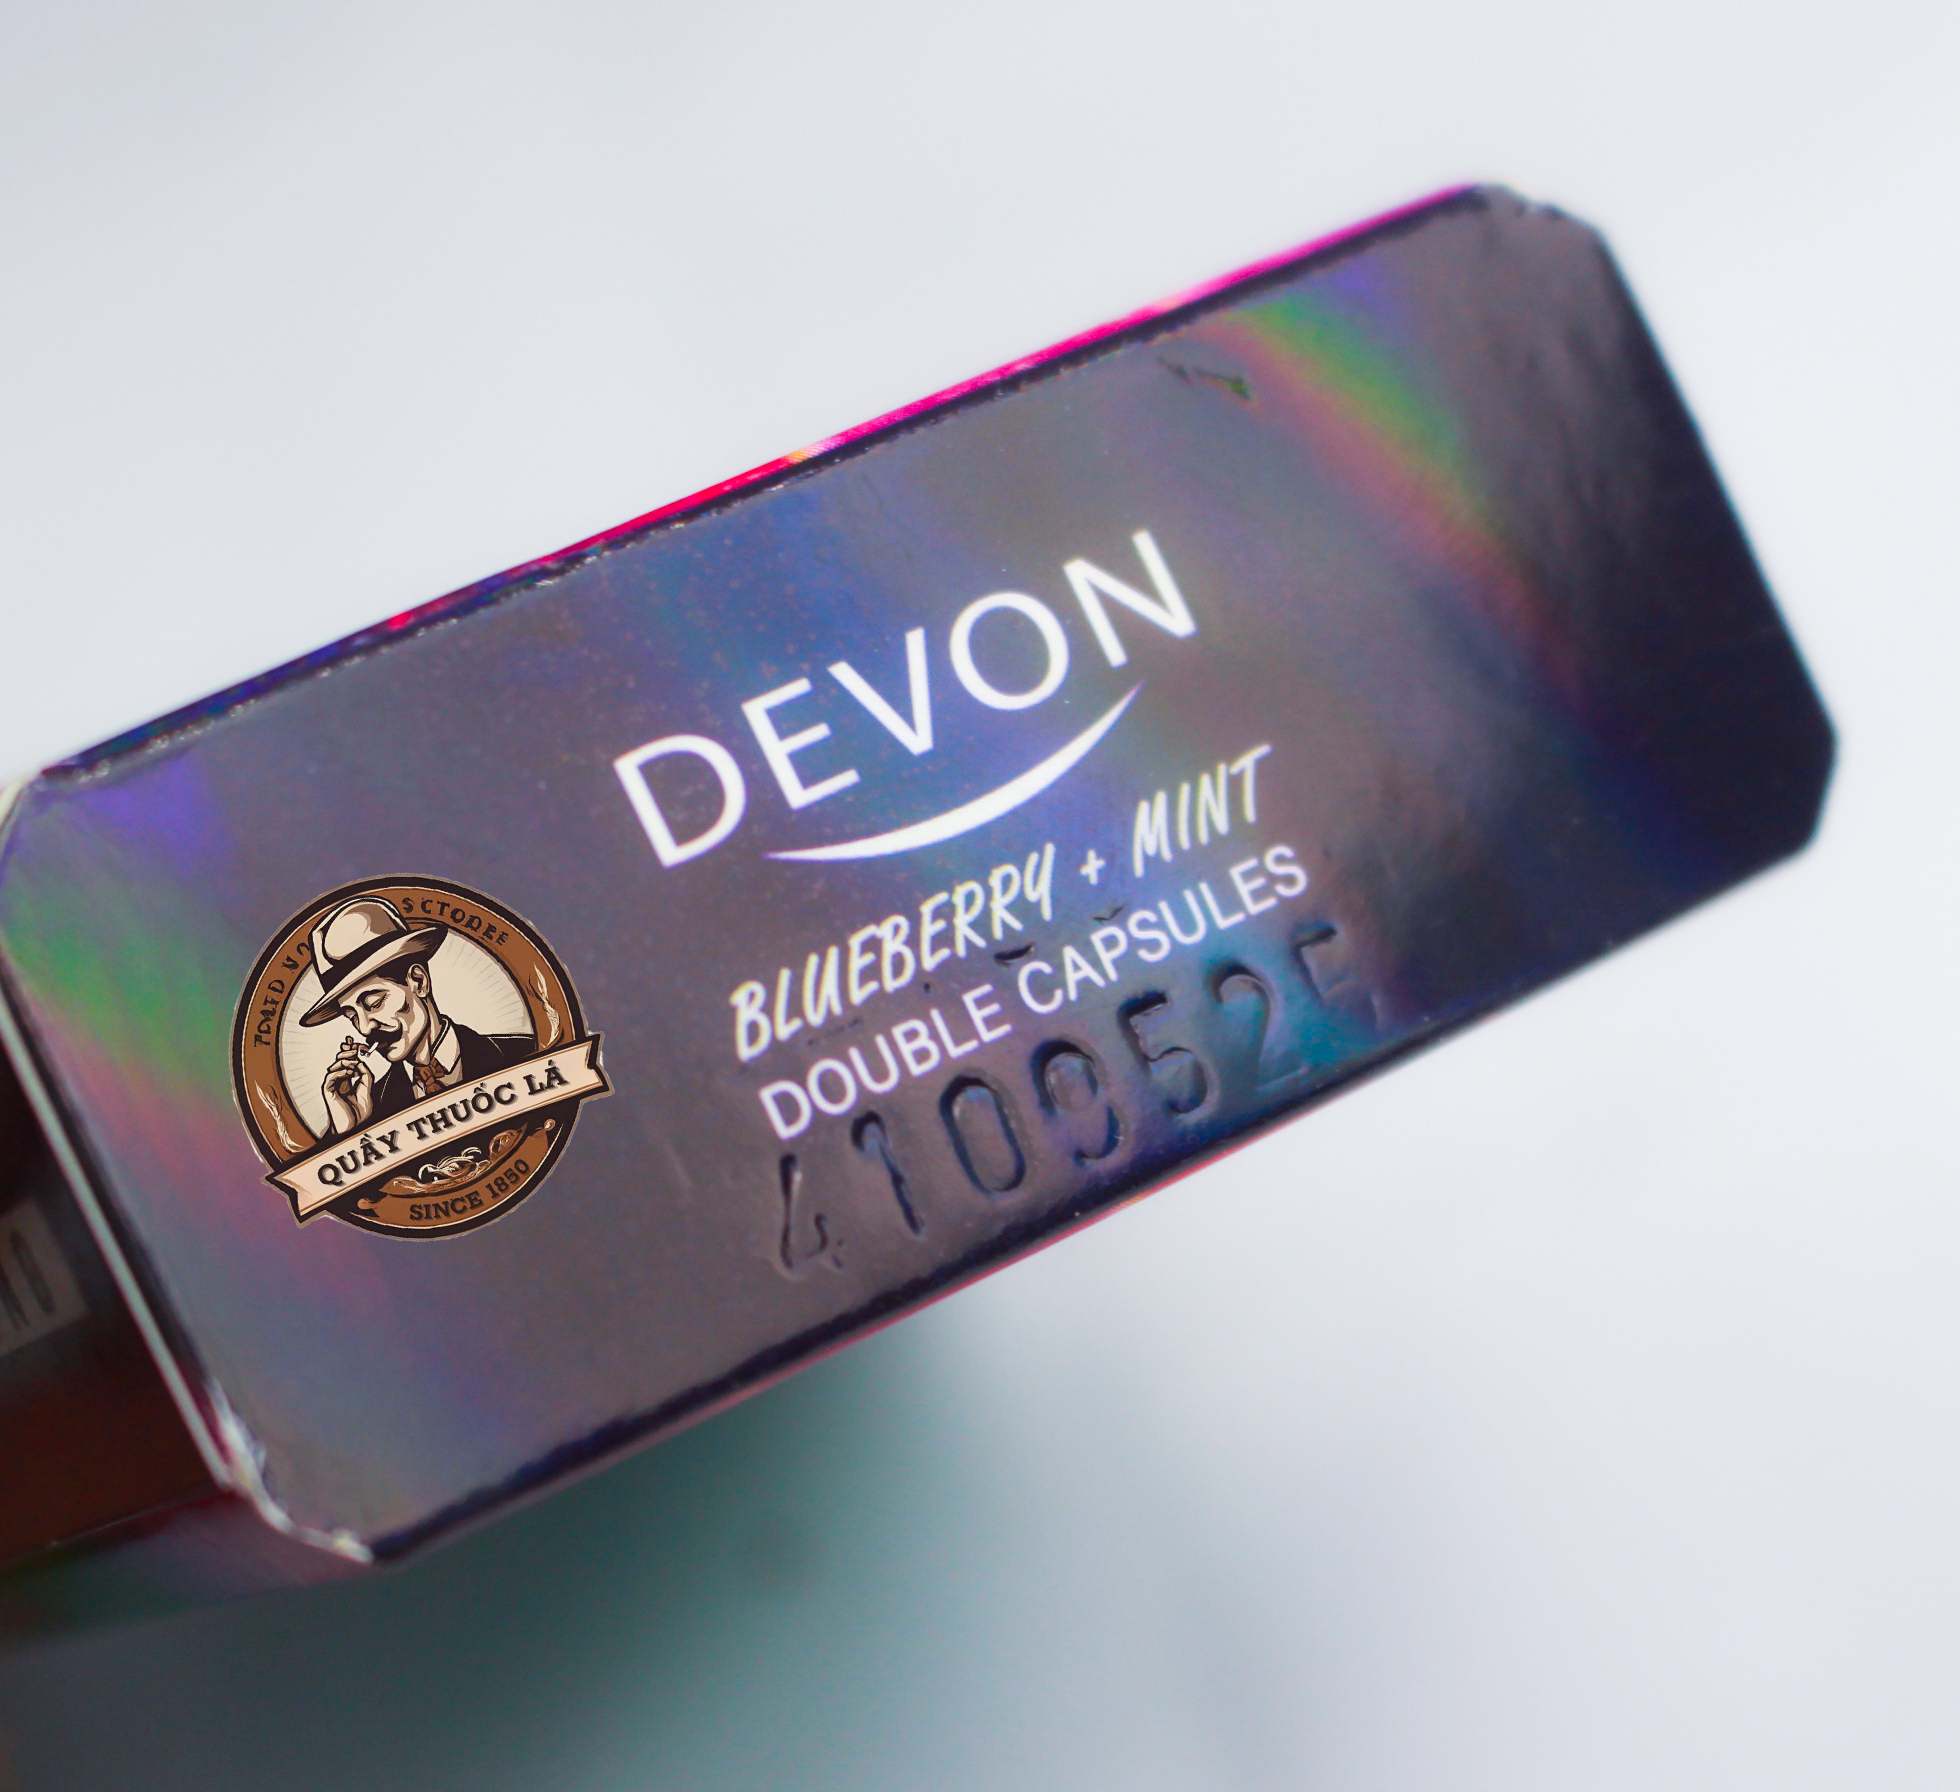 DEVON
BLUEBERRY + MINT
DOUBLE CAPSULES
QUẦY THUỐC LÁ
SINCE 1850